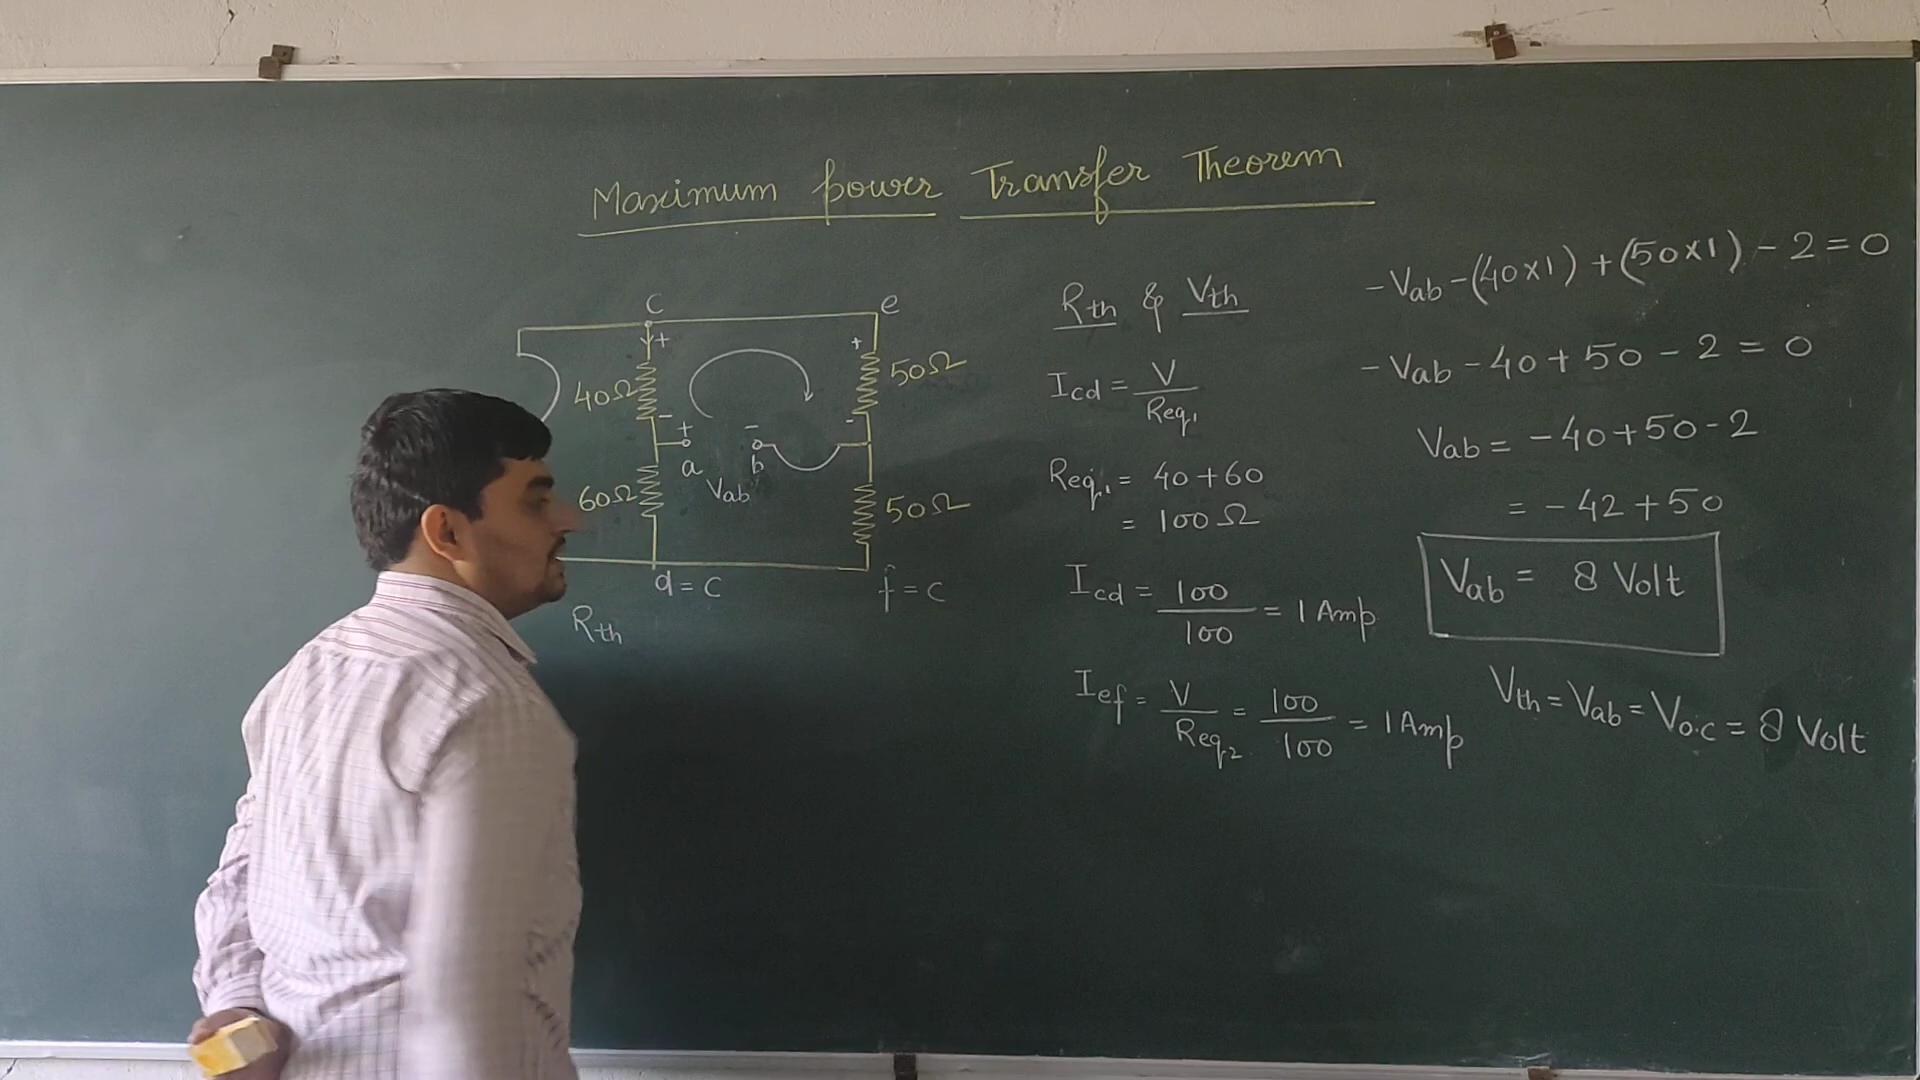 Maximum power Transfer Theorem
c
e
+
+
40Ω
50Ω
-
-
+
-
a
b
Vab
60Ω
50Ω
d = c
f = c
Rth
Rth & Vth
Icd = V / Req1
Req1 = 40 + 60
= 100 Ω
Icd = 100 / 100 = 1 Amp
Ief = V / Req2 = 100 / 100 = 1 Amp
-Vab - (40×1) + (50×1) - 2 = 0
-Vab - 40 + 50 - 2 = 0
Vab = -40 + 50 - 2
= -42 + 50
Vab = 8 Volt
Vth = Vab = Vo.c = 8 Volt